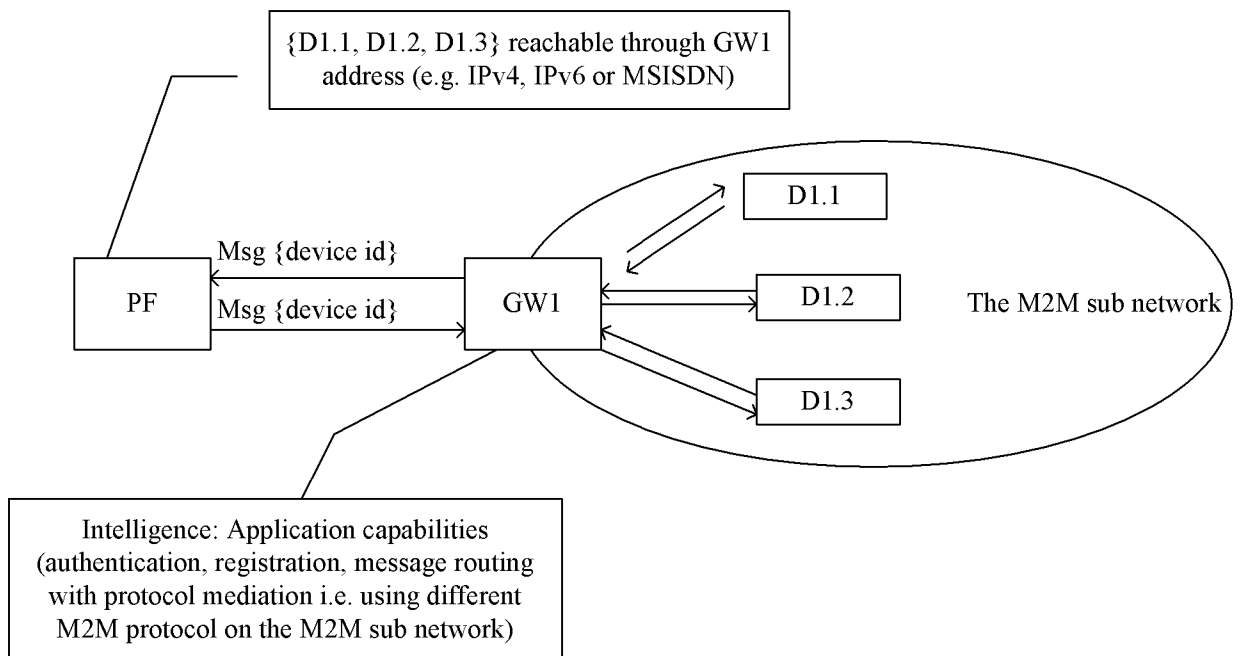 {D1.1, D1.2, D1.3} reachable through GW1
address (e.g. IPv4, IPv6 or MSISDN)
D1.1
Msg {device id}
PF
GW1
D1.2
The M2M sub network
Msg {device id}
D1.3
Intelligence: Application capabilities
(authentication, registration, message routing
with protocol mediation i.e. using different
M2M protocol on the M2M sub network)